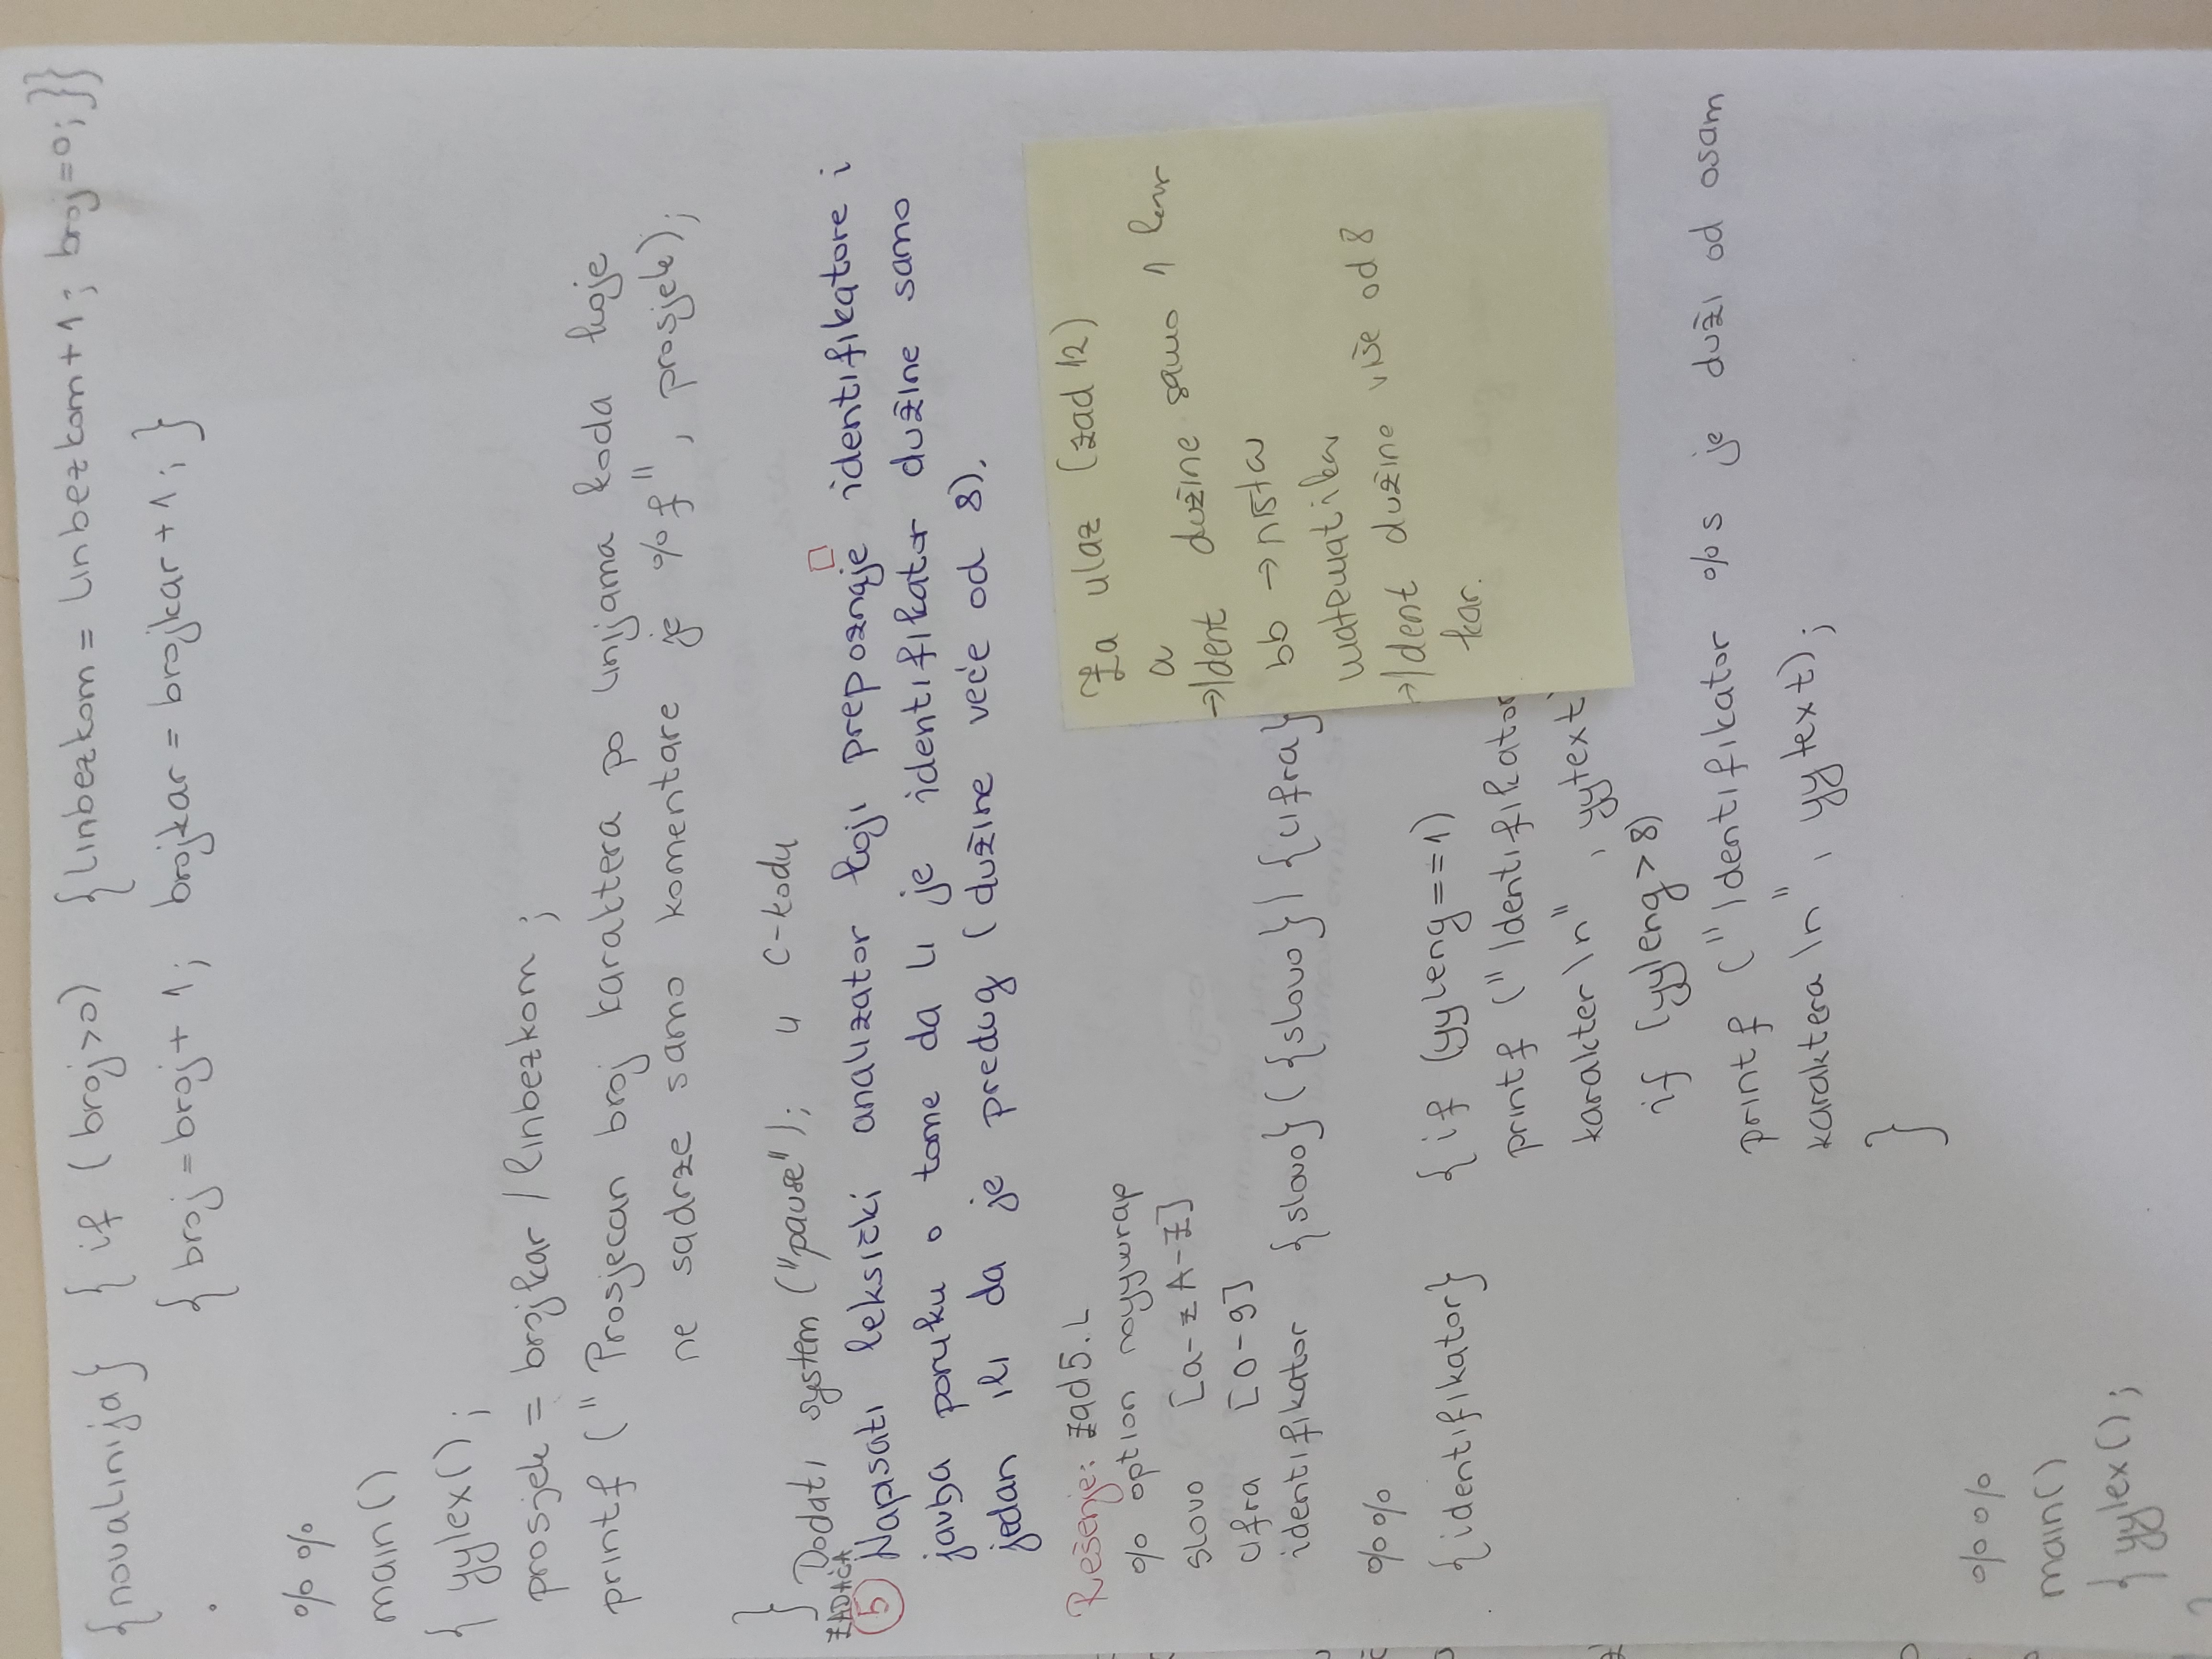 {novalinija} { if (broj>0) {linbezkom = linbezkom+1; broj=0;}}
. { broj=broj+1; brojkar = brojkar+1; }
%%
main()
{ yylex();
prosjek = brojkar / linbezkom ;
printf (" Prosjecan broj karaktera po linijama koda koje
ne sadrze samo komentare je %f", prosjek);
}
Dodati system ("pause"); u C-kodu
ZADAĆA
5 Napisati leksički analizator koji prepoznaje identifikatore i
javlja poruku o tome da li je identifikator dužine samo
jedan ili da je predug (dužine veće od 8).
Rešenje: zad5.L
% option noyywrap
slovo [a-zA-Z]
cifra [0-9]
identifikator {slovo}({slovo}|{cifra}
%%
{identifikator} {if (yyleng==1)
printf ("Identifikator
karakter\n", yytext
if (yyleng>8)
printf ("Identifikator %s je duži od osam
karaktera\n", yytext);
}
%%
main()
{ yylex();
Za ulaz (zad 12)
a
→Ident dužine samo 1
bb → ništa
matematika
→Ident dužine više od 8
kar.